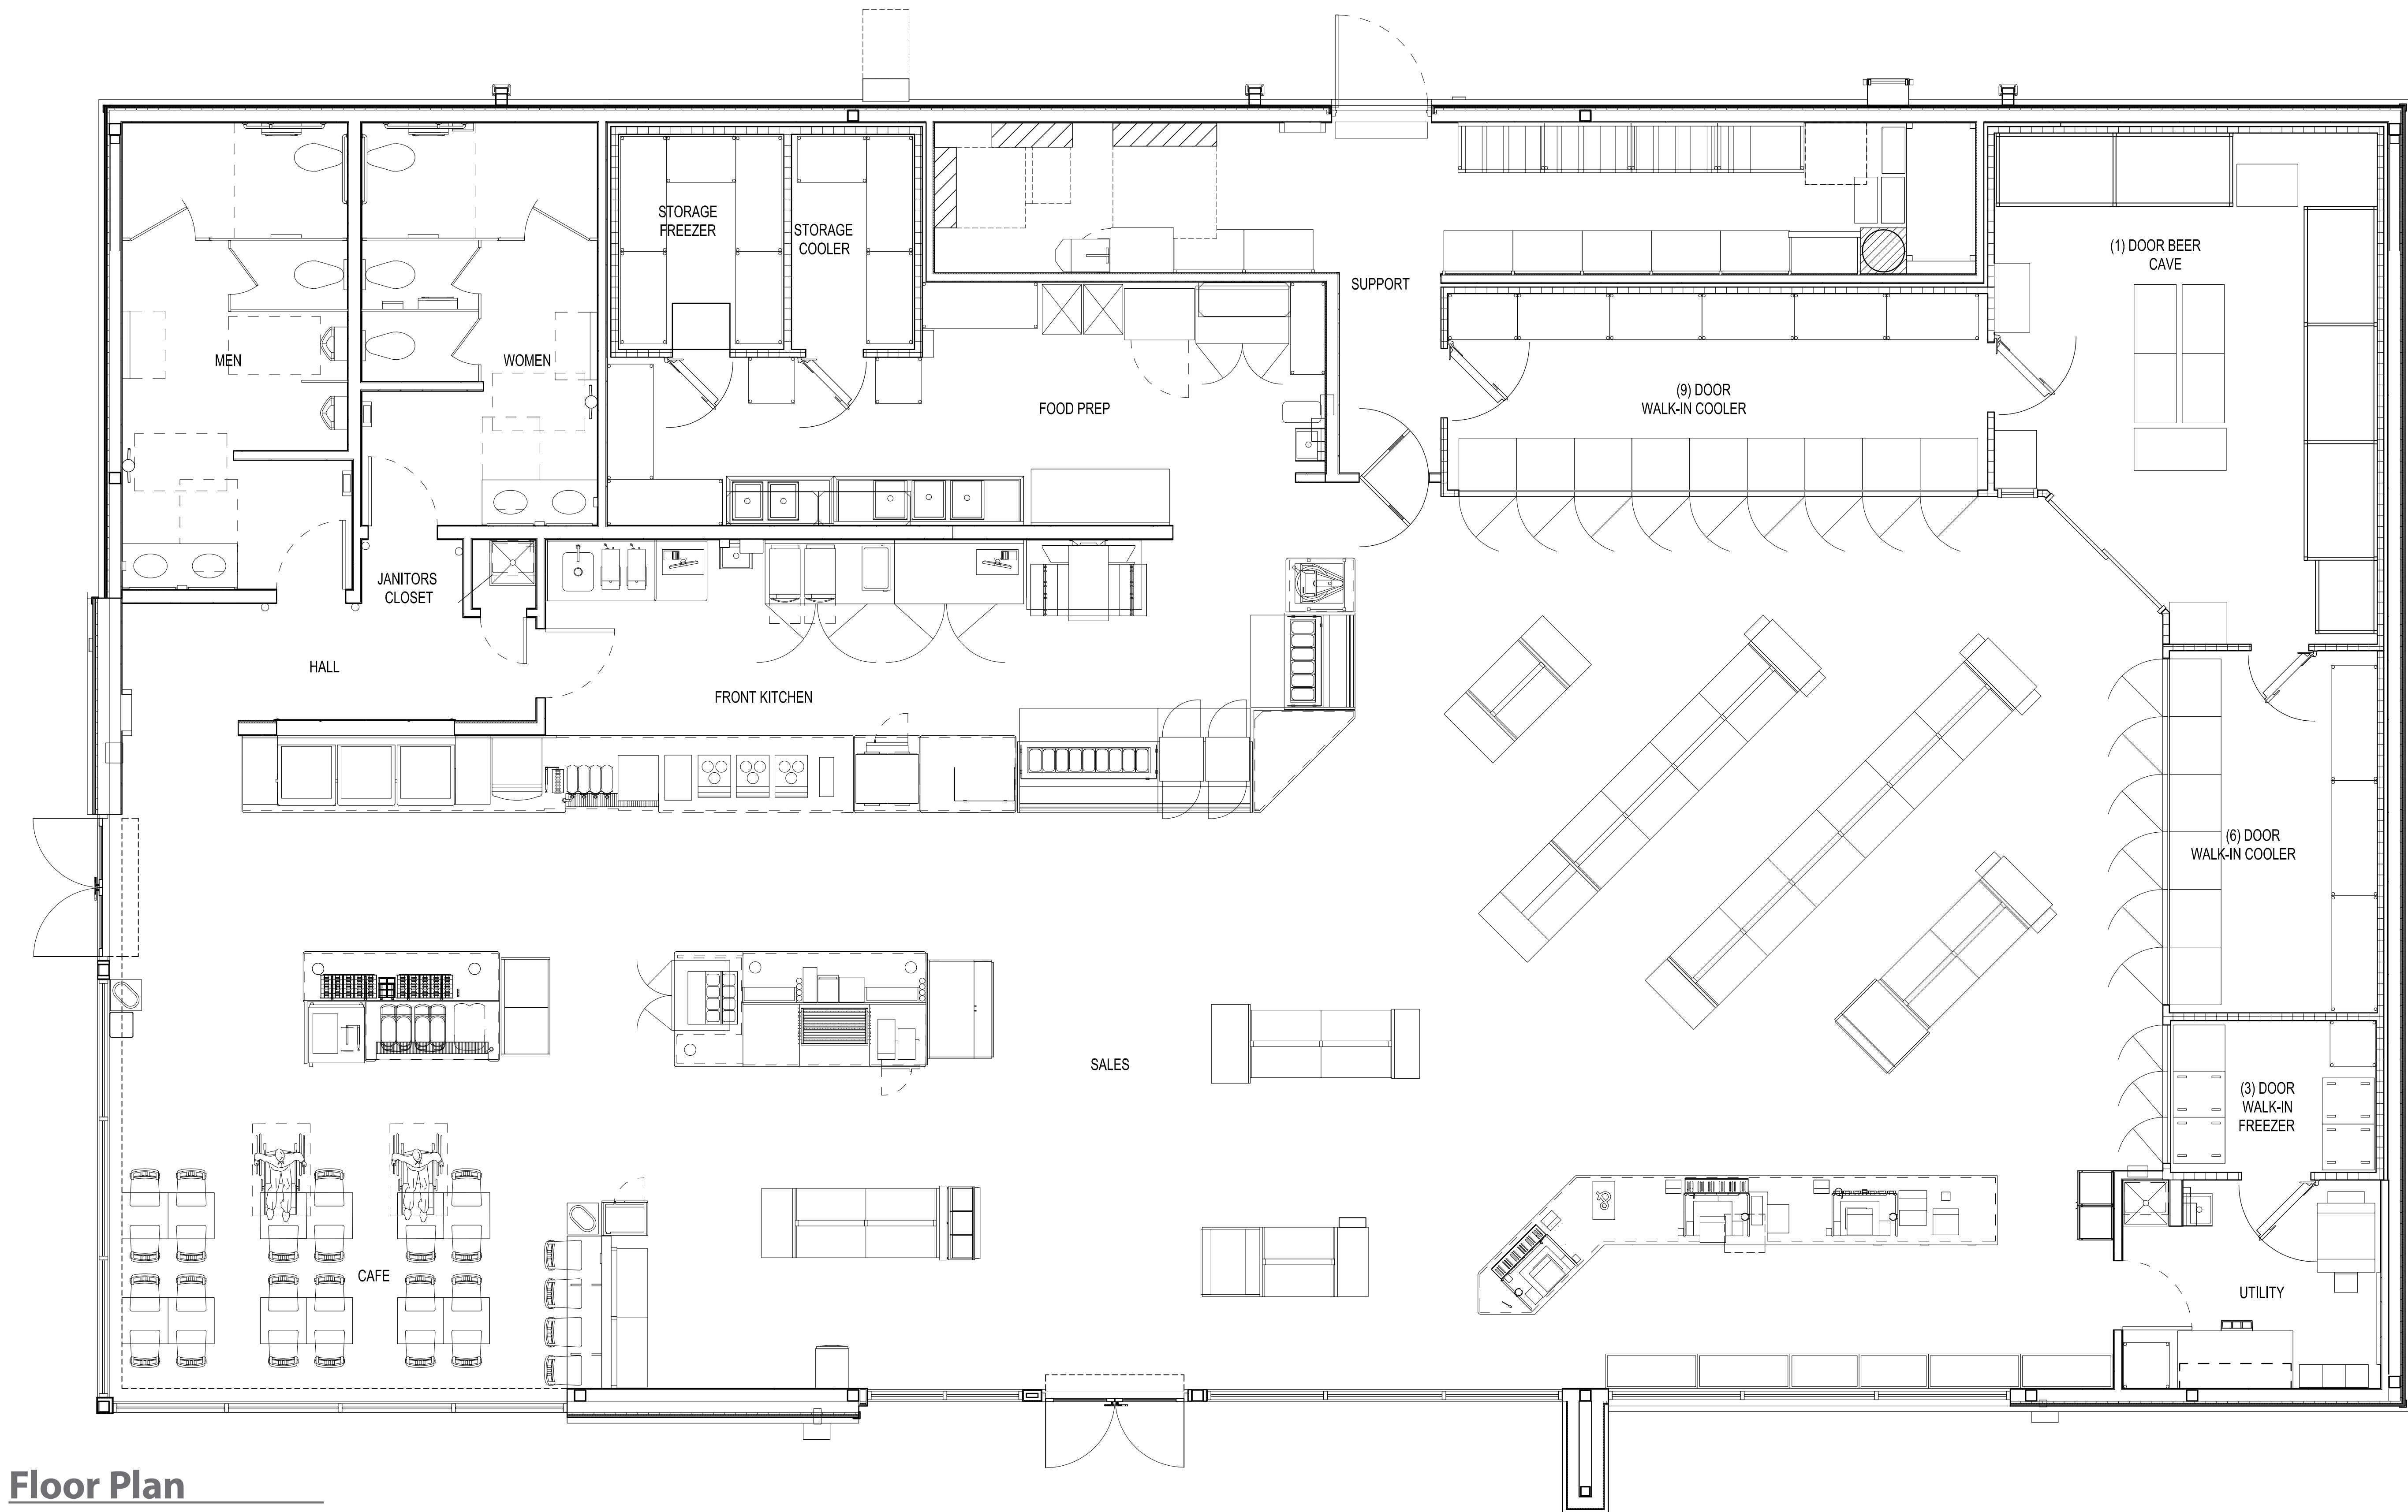 STORAGE
FREEZER
STORAGE
COOLER
(1) DOOR BEER
CAVE
SUPPORT
MEN
WOMEN
(9) DOOR
WALK-IN COOLER
FOOD PREP
JANITORS
CLOSET
HALL
FRONT KITCHEN
(6) DOOR
WALK-IN COOLER
SALES
(3) DOOR
WALK-IN
FREEZER
CAFE
UTILITY
Floor Plan